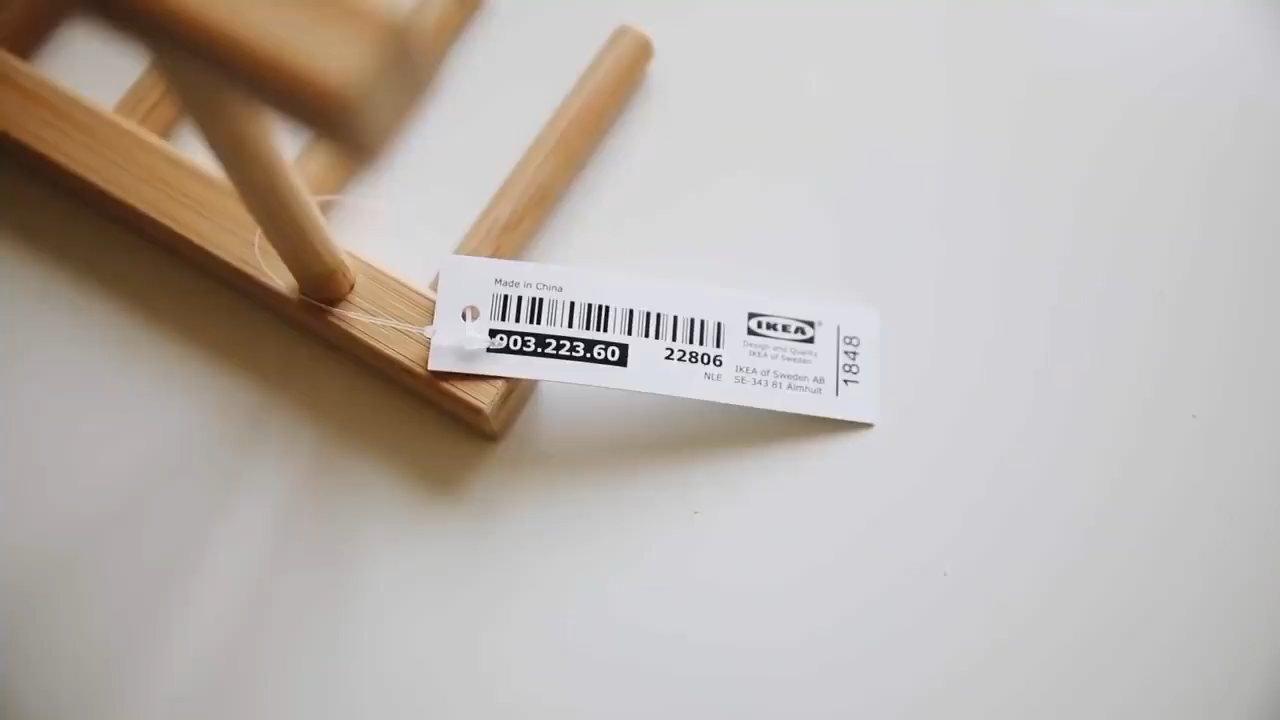 Made in China
903.223.60 22806
NLE
IKEA®
Design and Quality
IKEA of Sweden
IKEA of Sweden AB
SE-343 81 Älmhult
1848